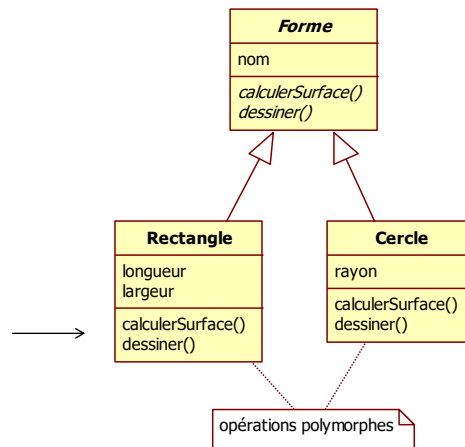 Forme
nom
calculerSurface()
dessiner()
Rectangle
longueur
largeur
calculerSurface()
dessiner()
Cercle
rayon
calculerSurface()
dessiner()
opérations polymorphes